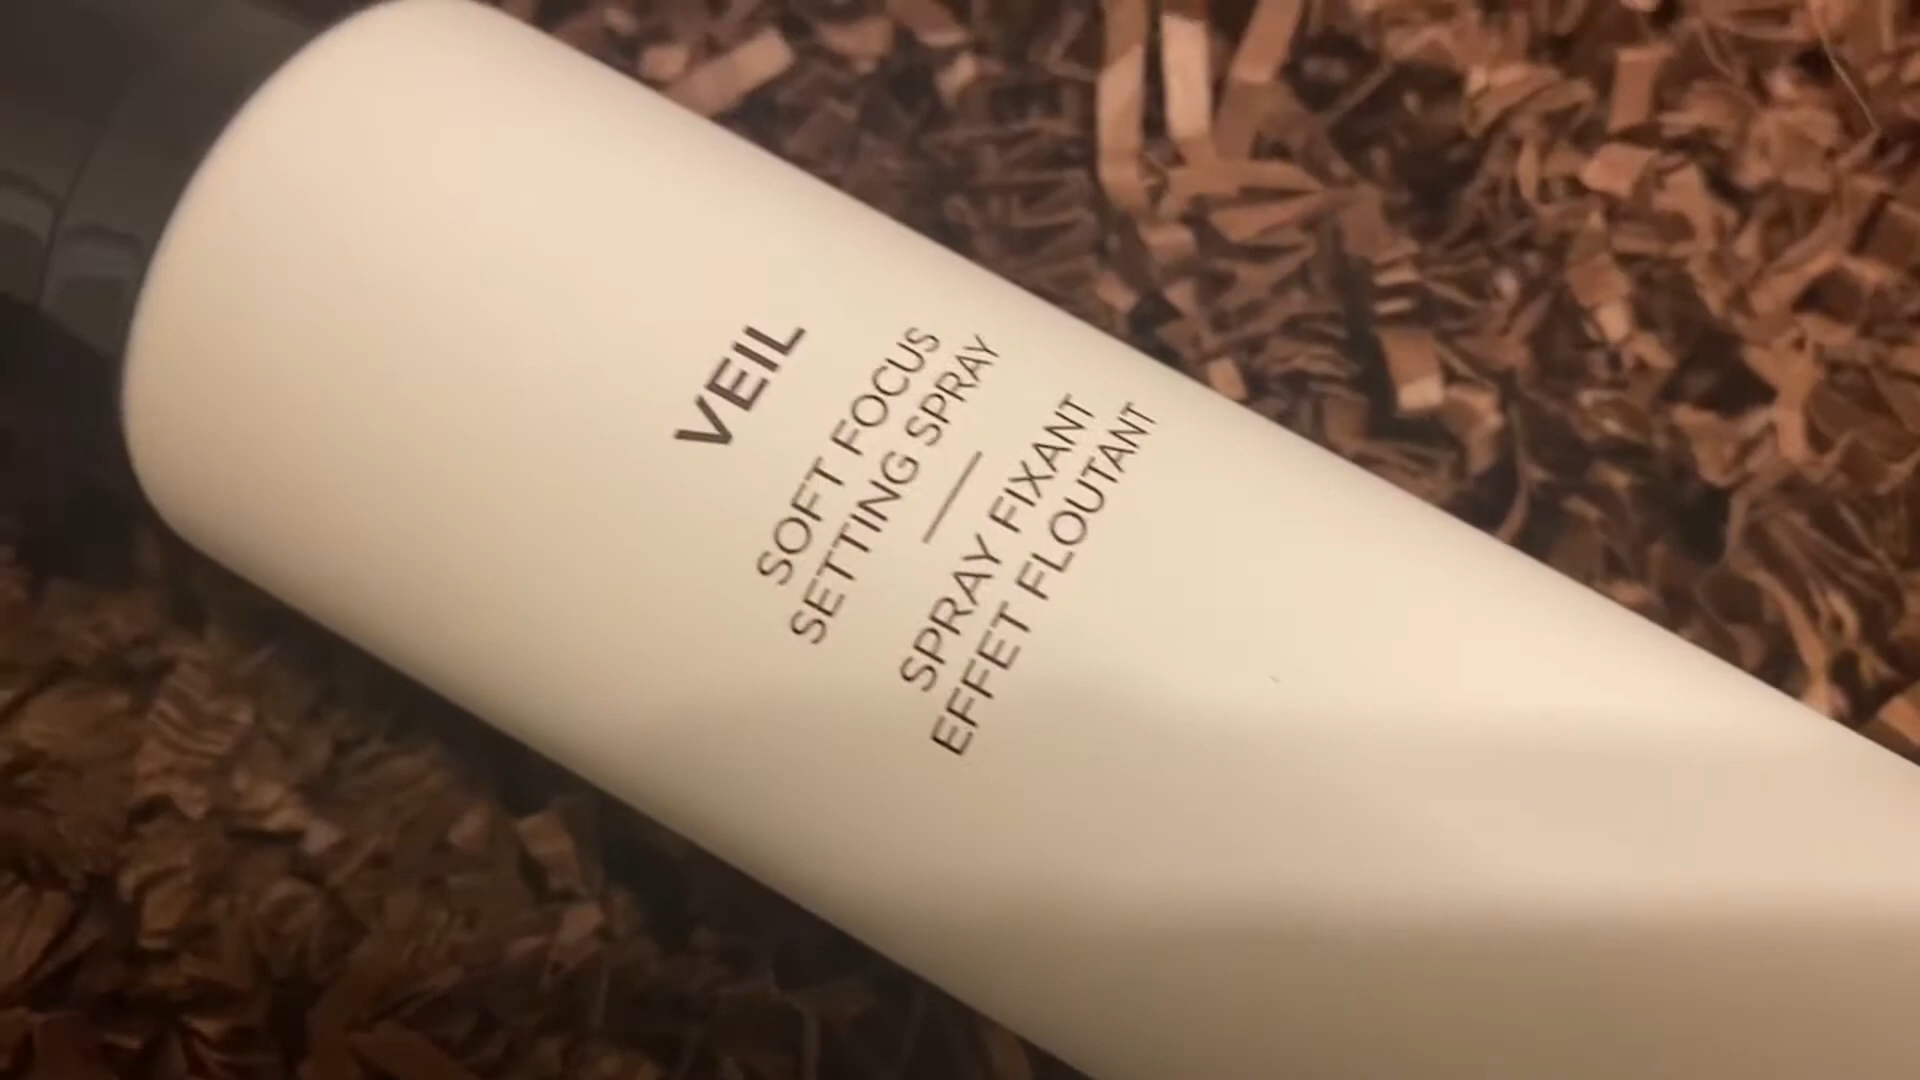 VEIL
SOFT FOCUS
SETTING SPRAY
SPRAY FIXANT
EFFET FLOUTANT